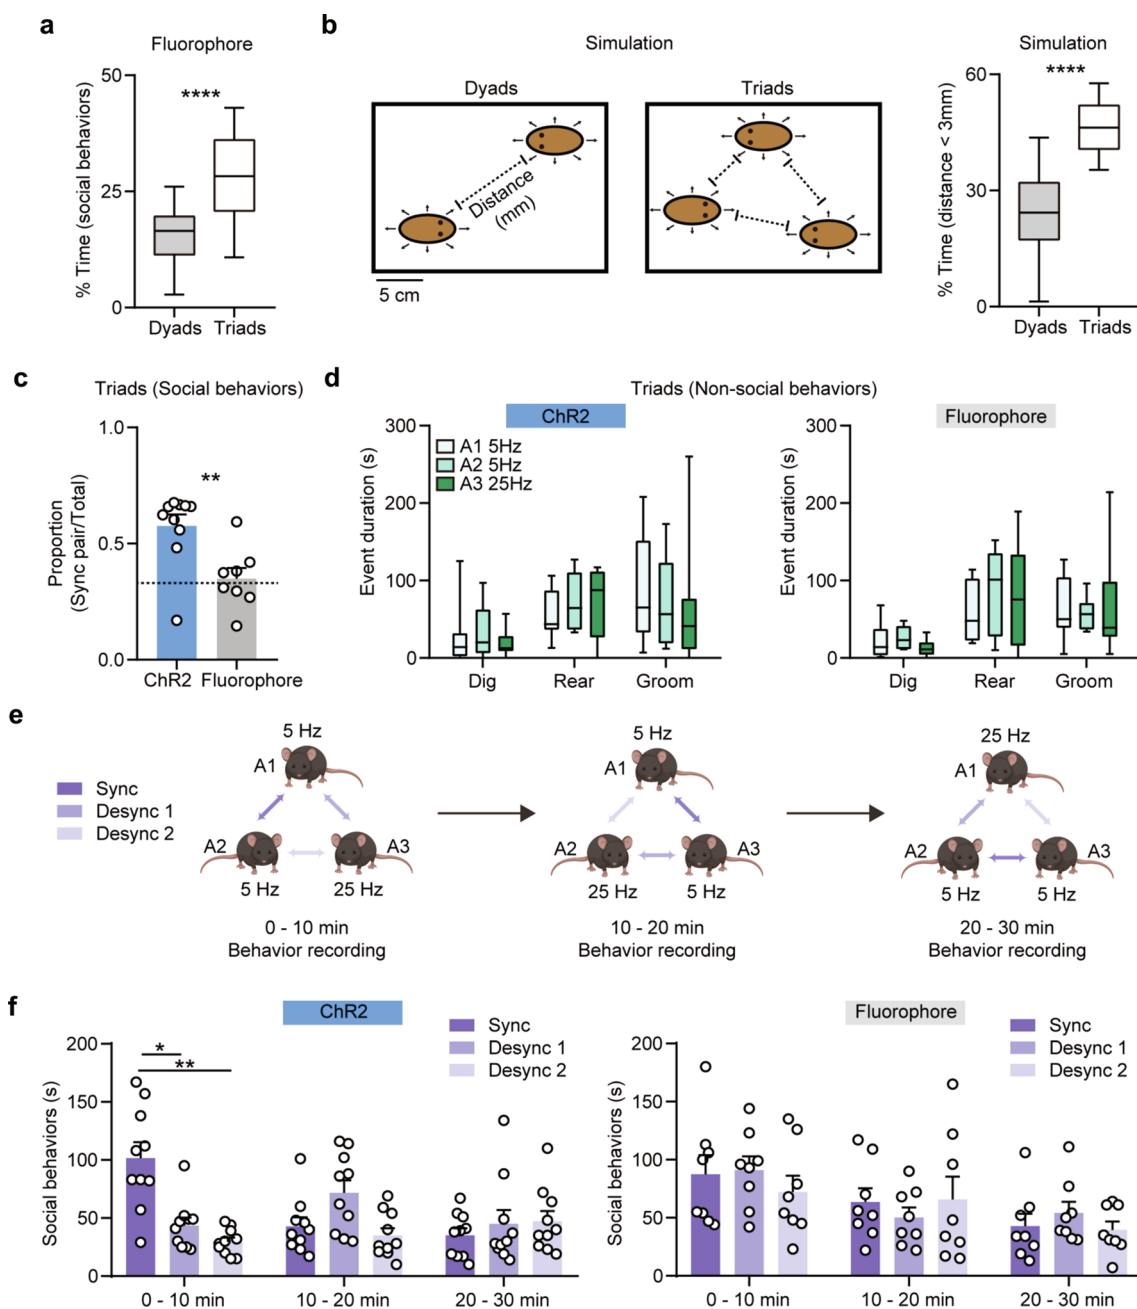 a
Fluorophore
% Time (social behaviors)
50
25
0
****
Dyads Triads
b
Simulation
Dyads
Distance
(mm)
5 cm
Triads
Simulation
% Time (distance < 3mm)
60
30
0
****
Dyads Triads
c
Triads (Social behaviors)
Proportion
(Sync pair/Total)
1.0
0.5
0.0
**
ChR2 Fluorophore
d
Triads (Non-social behaviors)
ChR2
Event duration (s)
300
200
100
0
A1 5Hz
A2 5Hz
A3 25Hz
Dig Rear Groom
Fluorophore
Event duration (s)
300
200
100
0
Dig Rear Groom
e
Sync
Desync 1
Desync 2
5 Hz
A1
A2
A3
5 Hz
25 Hz
0 - 10 min
Behavior recording
5 Hz
A1
A2
A3
25 Hz
5 Hz
10 - 20 min
Behavior recording
25 Hz
A1
A2
A3
5 Hz
5 Hz
20 - 30 min
Behavior recording
f
ChR2
Sync
Desync 1
Desync 2
Social behaviors (s)
200
150
100
50
0
*
**
0 - 10 min 10 - 20 min 20 - 30 min
Fluorophore
Sync
Desync 1
Desync 2
Social behaviors (s)
200
150
100
50
0
0 - 10 min 10 - 20 min 20 - 30 min